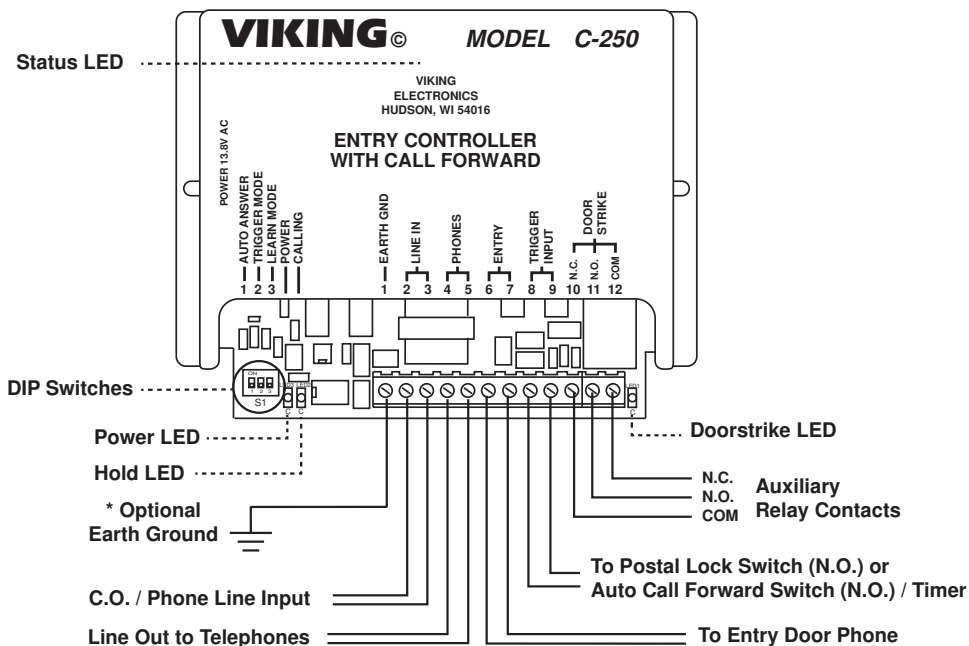 VIKING©
MODEL C-250
Status LED
VIKING
ELECTRONICS
HUDSON, WI 54016
ENTRY CONTROLLER
WITH CALL FORWARD
POWER 13.8V AC
AUTO ANSWER
TRIGGER MODE
LEARN MODE
POWER
CALLING
1 2 3
EARTH GND
LINE IN
PHONES
ENTRY
TRIGGER
INPUT
DOOR
STRIKE
N.C.
N.O.
COM
1 2 3 4 5 6 7 8 9 10 11 12
DIP Switches
ON
1 2 3
S1
LED2
C
C
LED1
C
Power LED
Hold LED
Doorstrike LED
* Optional
Earth Ground
N.C.
N.O.
COM
Auxiliary
Relay Contacts
To Postal Lock Switch (N.O.) or
Auto Call Forward Switch (N.O.) / Timer
C.O. / Phone Line Input
Line Out to Telephones
To Entry Door Phone